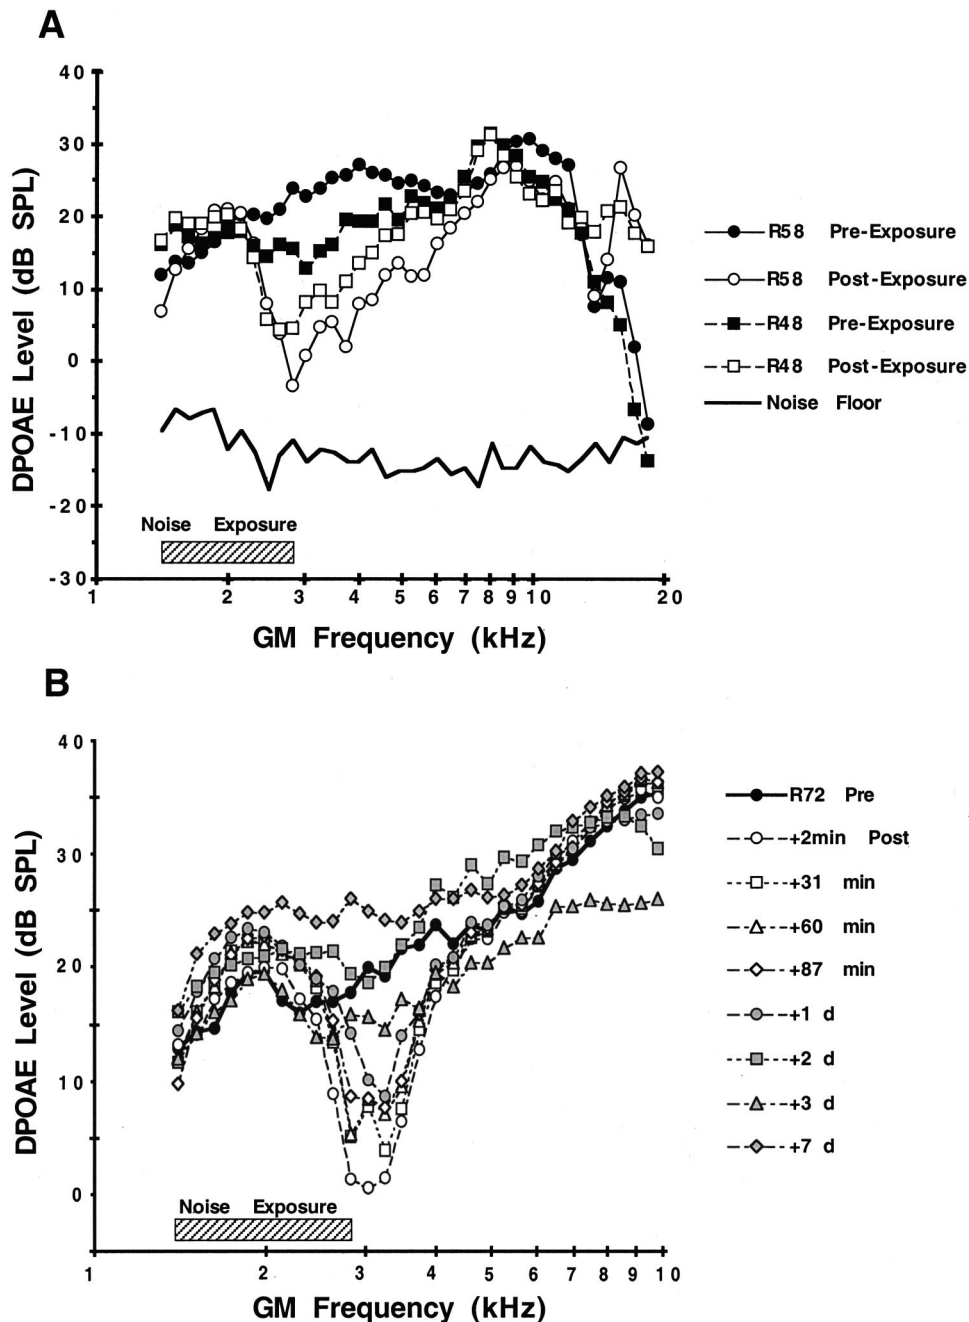 A
40
30
20
10
0
-10
-20
-30
DPOAE Level (dB SPL)
Noise Exposure
1 2 3 4 5 6 7 8 9 10 20
GM Frequency (kHz)
R58 Pre-Exposure
R58 Post-Exposure
R48 Pre-Exposure
R48 Post-Exposure
Noise Floor
B
40
30
20
10
0
DPOAE Level (dB SPL)
Noise Exposure
1 2 3 4 5 6 7 8 9 10
GM Frequency (kHz)
R72 Pre
+2min Post
+31 min
+60 min
+87 min
+1 d
+2 d
+3 d
+7 d